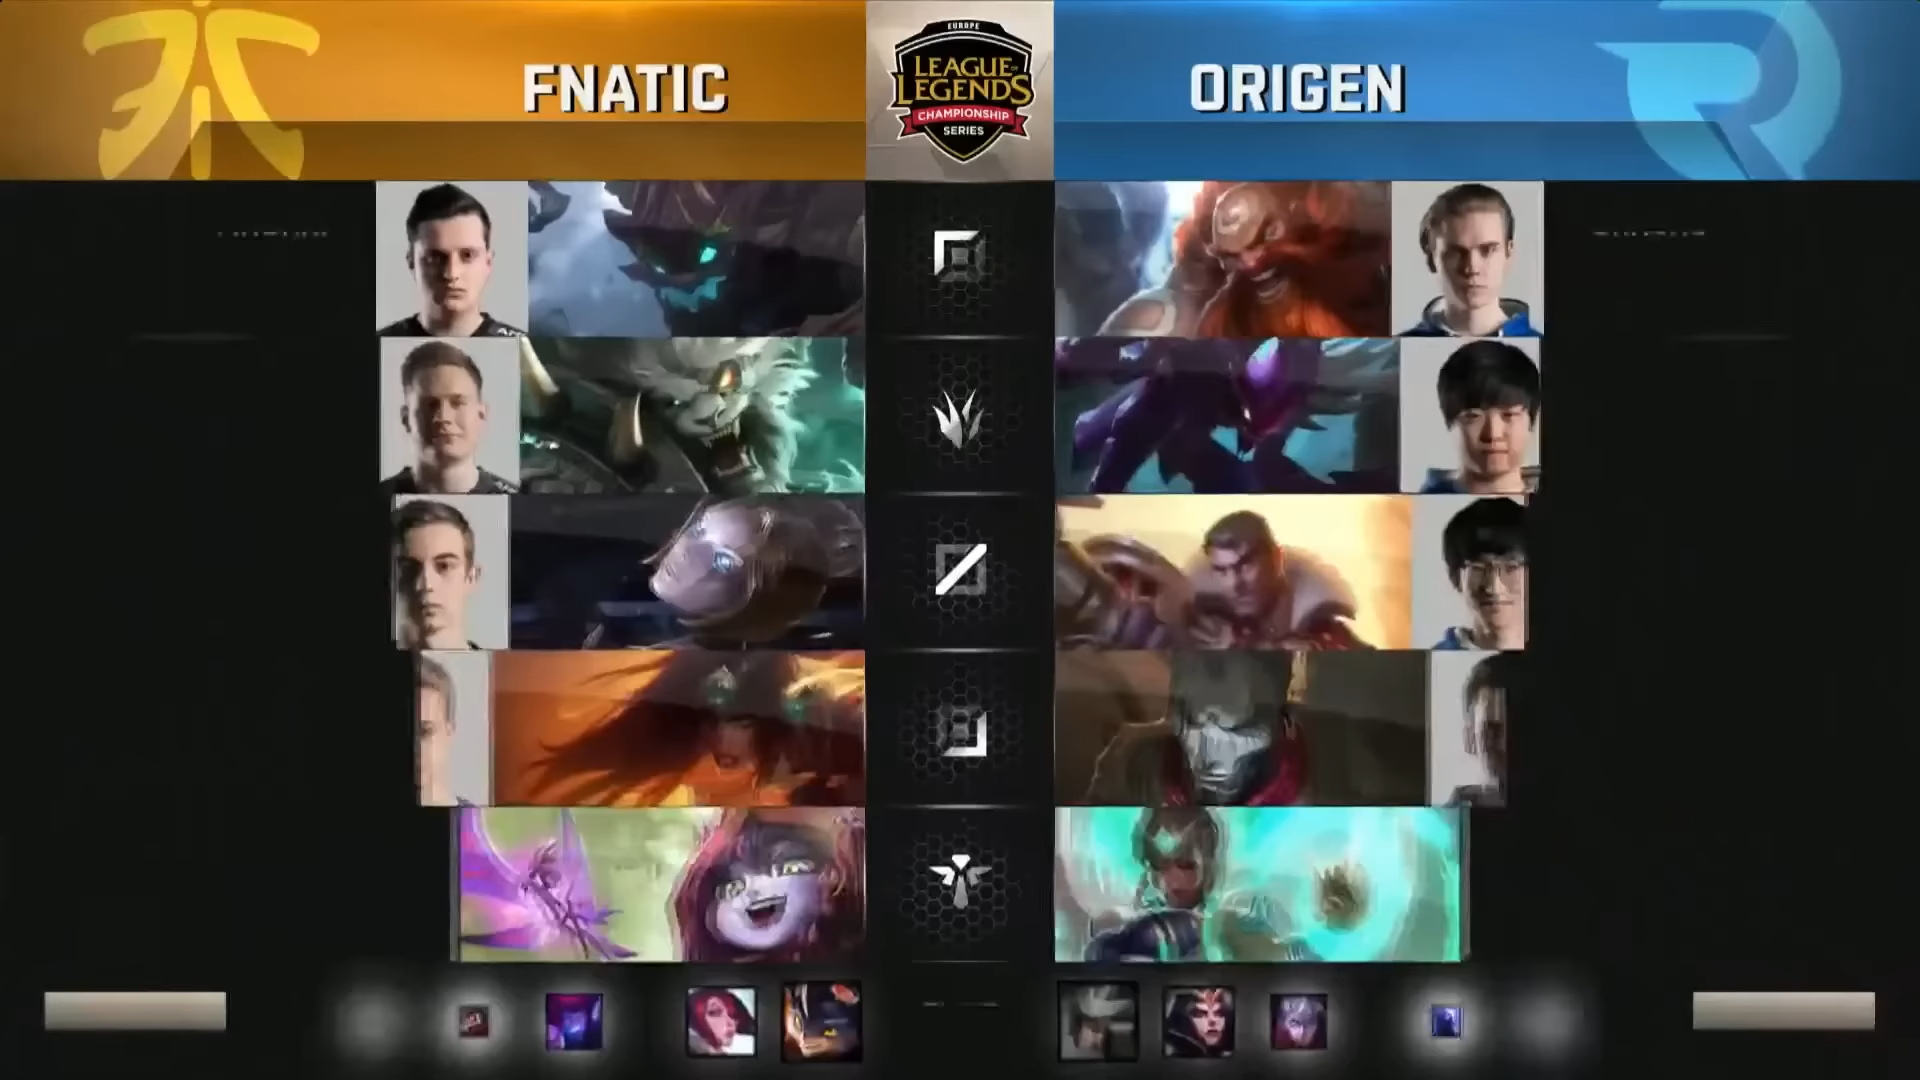 FNATIC
EUROPE
LEAGUE OF
LEGENDS
CHAMPIONSHIP
SERIES
ORIGEN